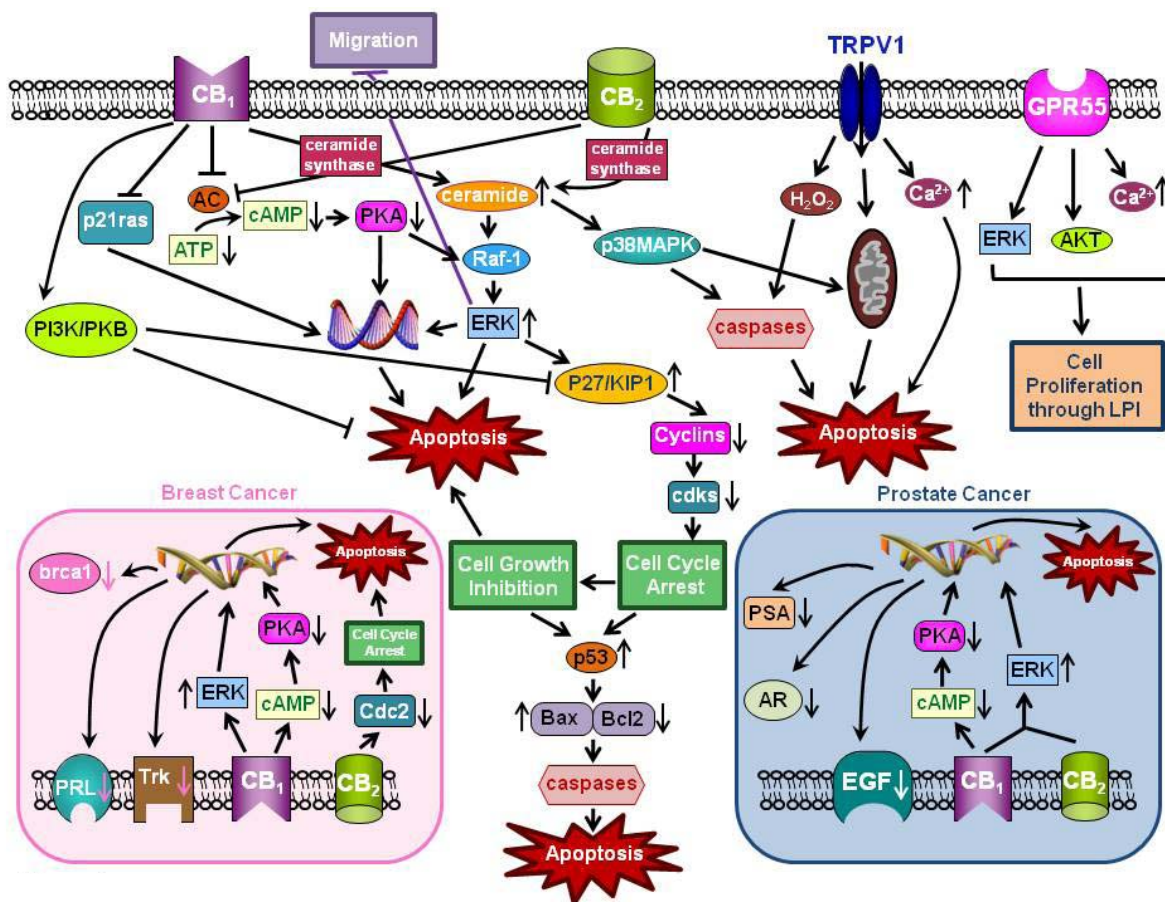 Migration
TRPV1
CB1
CB2
GPR55
ceramide
synthase
ceramide
synthase
AC
cAMP ↓
PKA ↓
ceramide ↑
H2O2
Ca2+ ↑
Ca2+ ↑
p21ras
ATP ↓
Raf-1
p38MAPK
ERK
AKT
PI3K/PKB
ERK ↑
caspases
P27/KIP1 ↑
Cell
Proliferation
through LPI
Apoptosis
Cyclins ↓
Apoptosis
cdks ↓
Breast Cancer
brca1 ↓
Apoptosis
PKA ↓
Cell Cycle
Arrest
ERK ↑
cAMP ↓
Cdc2 ↓
PRL ↓
Trk ↓
CB1
CB2
Cell Growth
Inhibition
Cell Cycle
Arrest
p53 ↑
↑ Bax Bcl2 ↓
caspases
Apoptosis
Prostate Cancer
Apoptosis
PSA ↓
PKA ↓
ERK ↑
AR ↓
cAMP ↓
EGF ↓
CB1
CB2